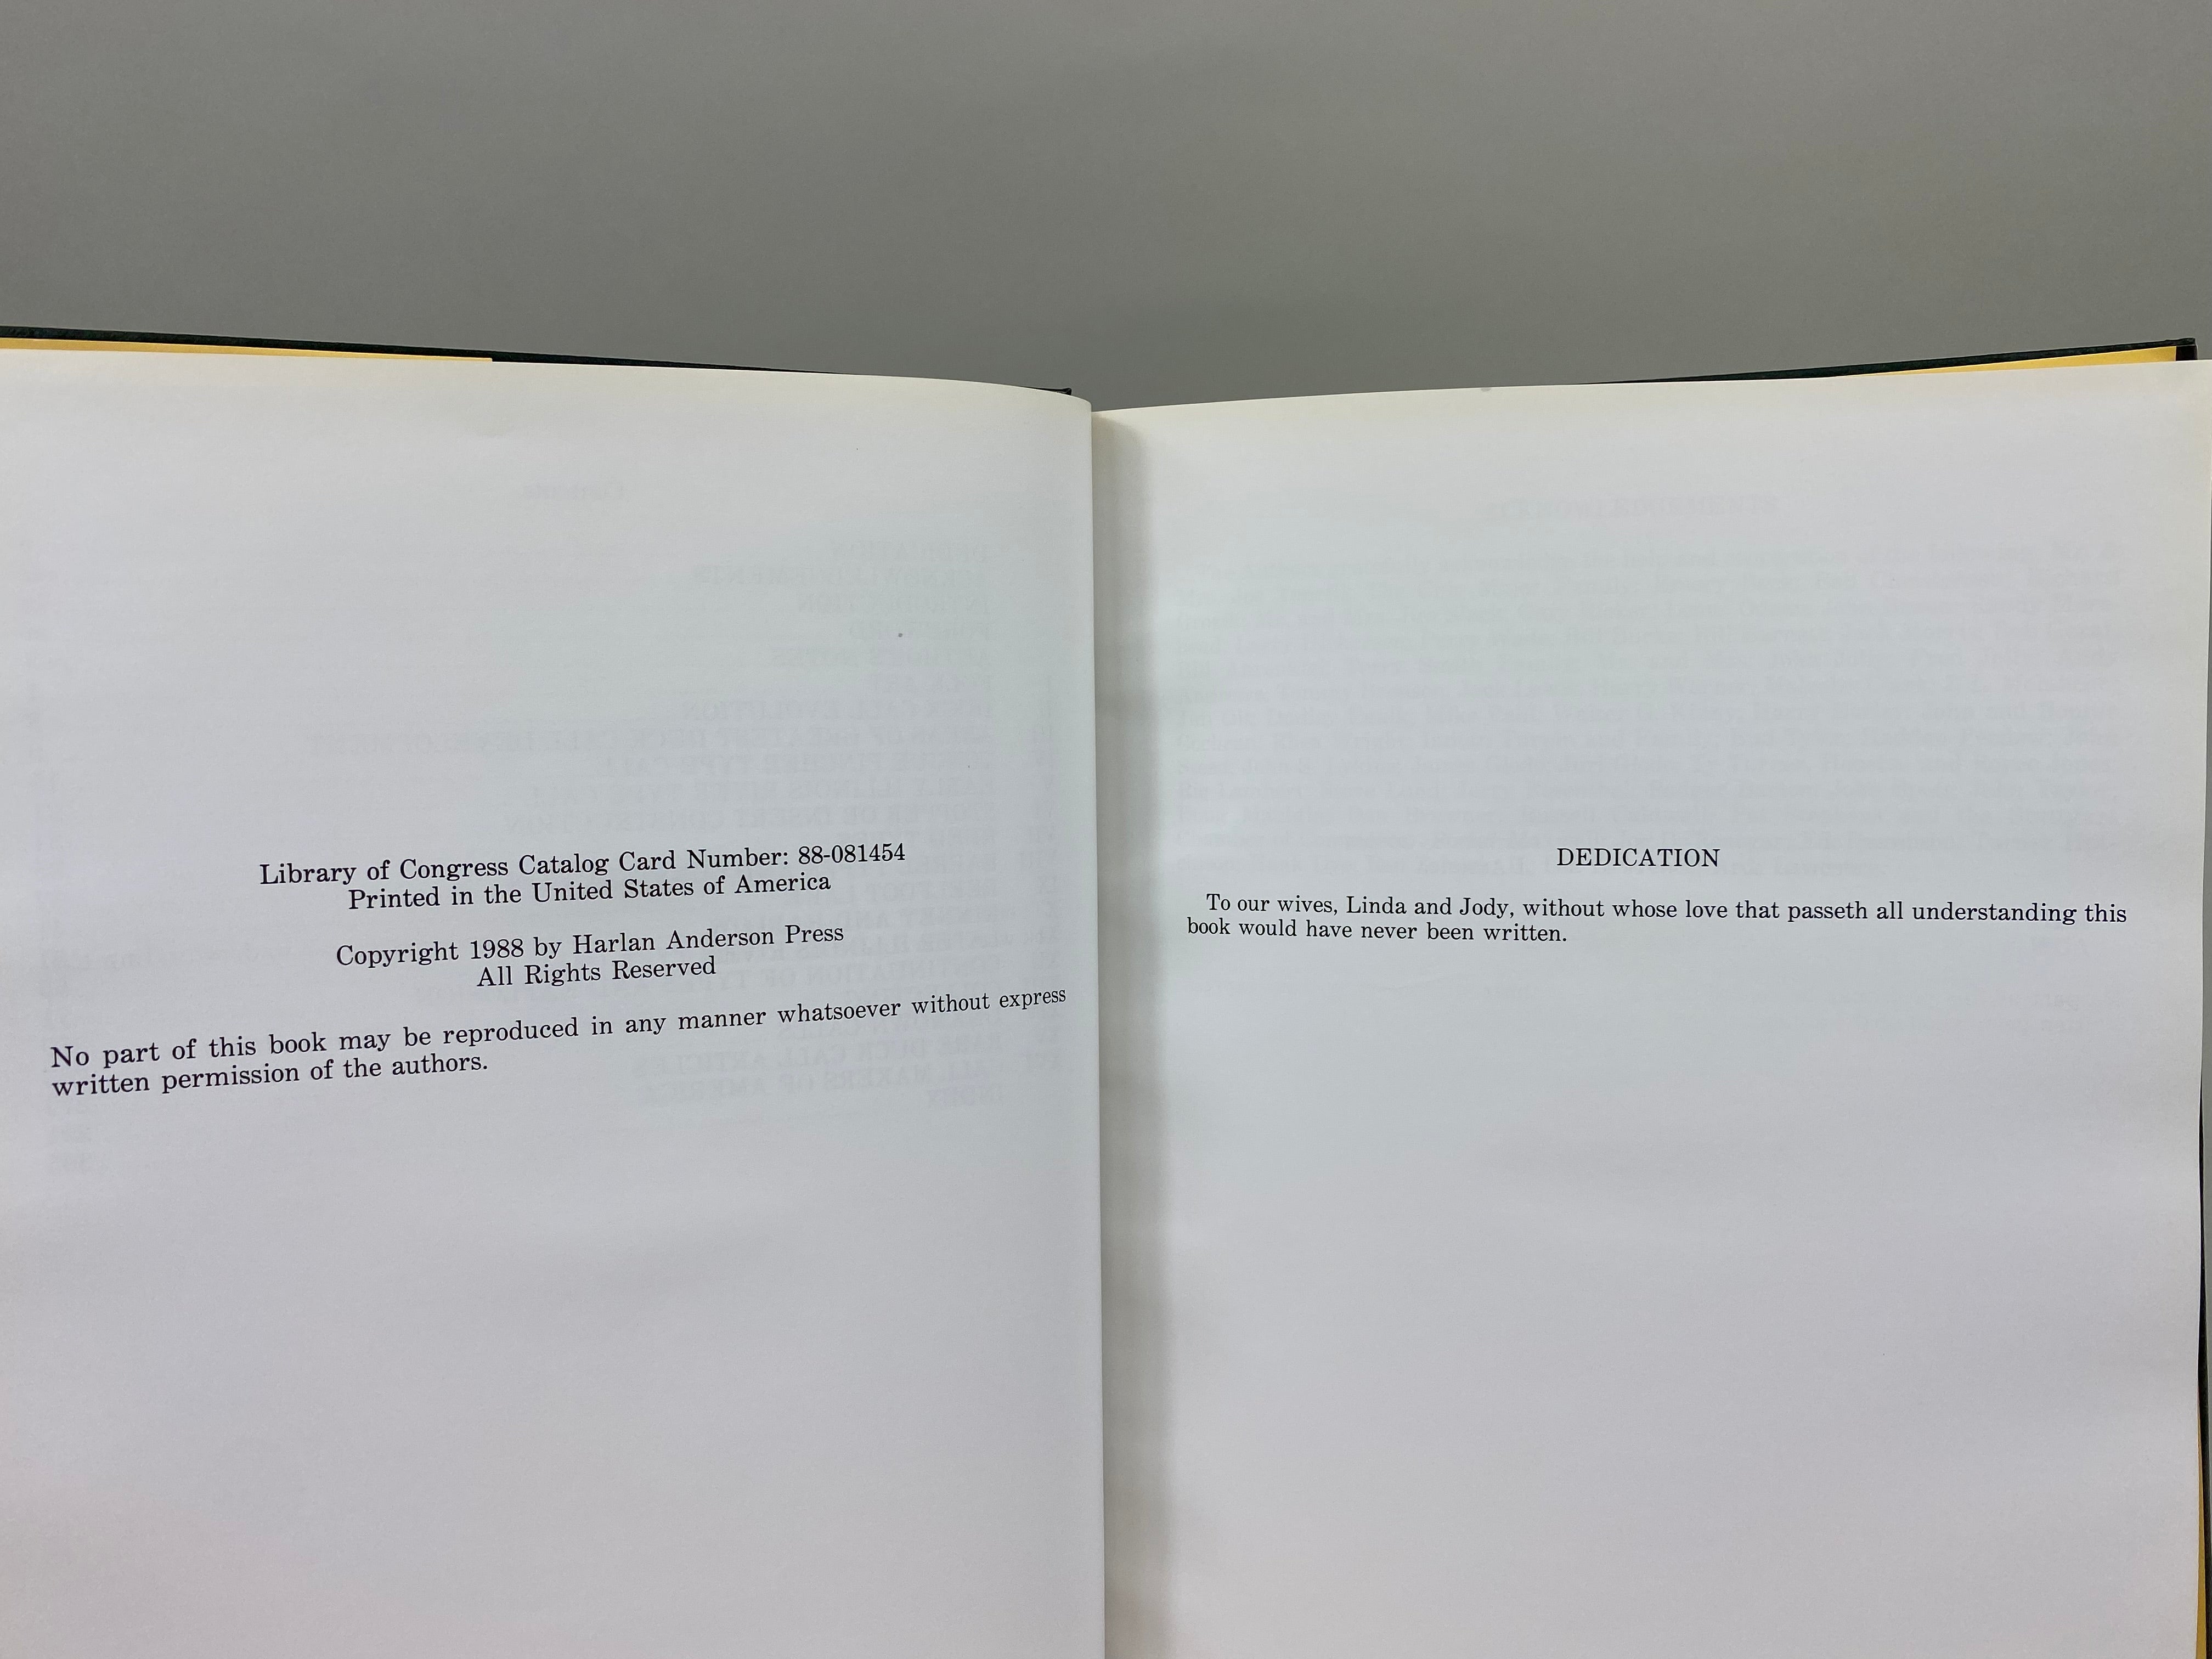 Library of Congress Catalog Card Number: 88-081454
Printed in the United States of America
Copyright 1988 by Harlan Anderson Press
All Rights Reserved
No part of this book may be reproduced in any manner whatsoever without express
written permission of the authors.
DEDICATION
To our wives, Linda and Jody, without whose love that passeth all understanding this
book would have never been written.